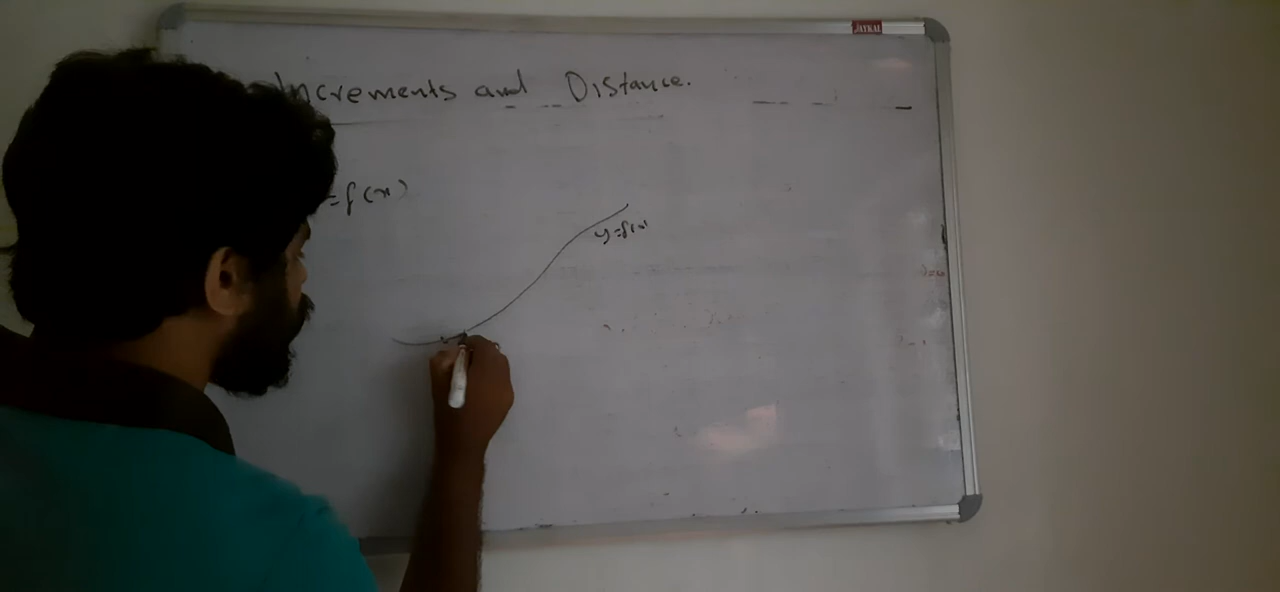 Increments and Distance.
=f(x)
y=f(x)